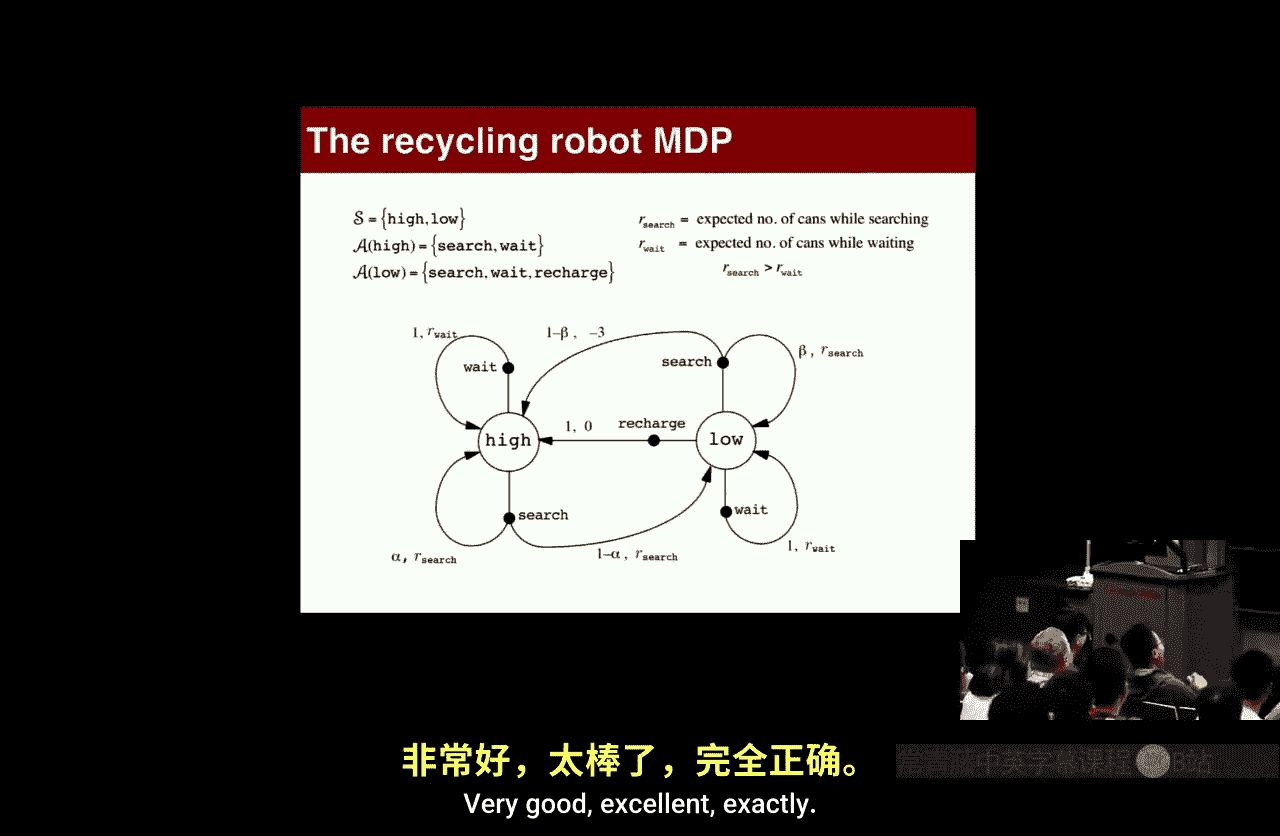 The recycling robot MDP
S = {high, low}
A(high) = {search, wait}
A(low) = {search, wait, recharge}
r_search = expected no. of cans while searching
r_wait = expected no. of cans while waiting
r_search > r_wait
1, r_wait
1–β , –3
wait
search
β , r_search
high
1, 0
recharge
low
search
wait
α, r_search
1–α , r_search
1, r_wait
非常好，太棒了，完全正确。
Very good, excellent, exactly.